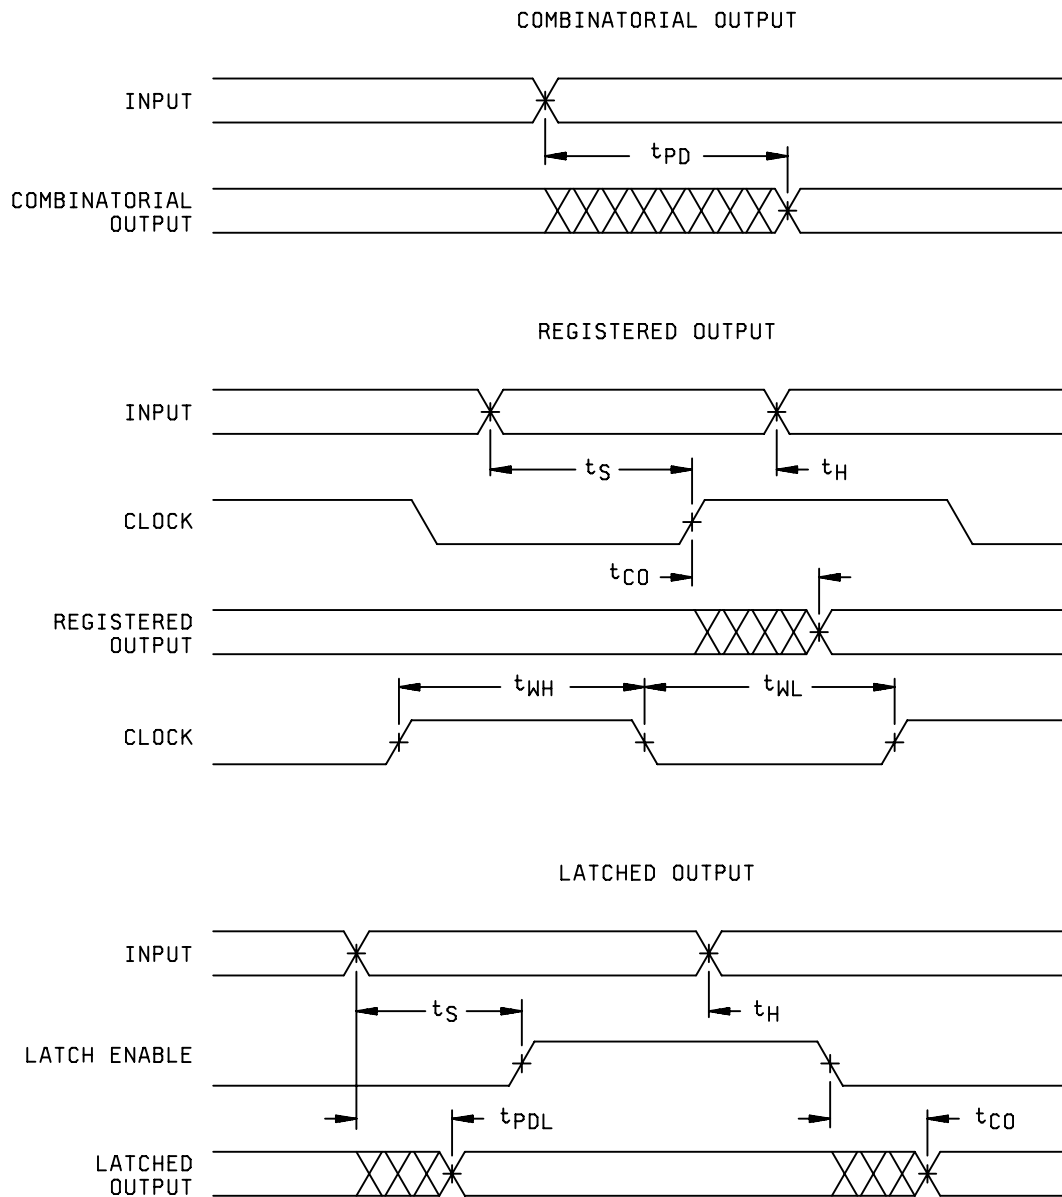 COMBINATORIAL OUTPUT
INPUT
tPD
COMBINATORIAL
OUTPUT
REGISTERED OUTPUT
INPUT
tS
tH
CLOCK
tCO
REGISTERED
OUTPUT
tWH
tWL
CLOCK
LATCHED OUTPUT
INPUT
tS
tH
LATCH ENABLE
tPDL
tCO
LATCHED
OUTPUT